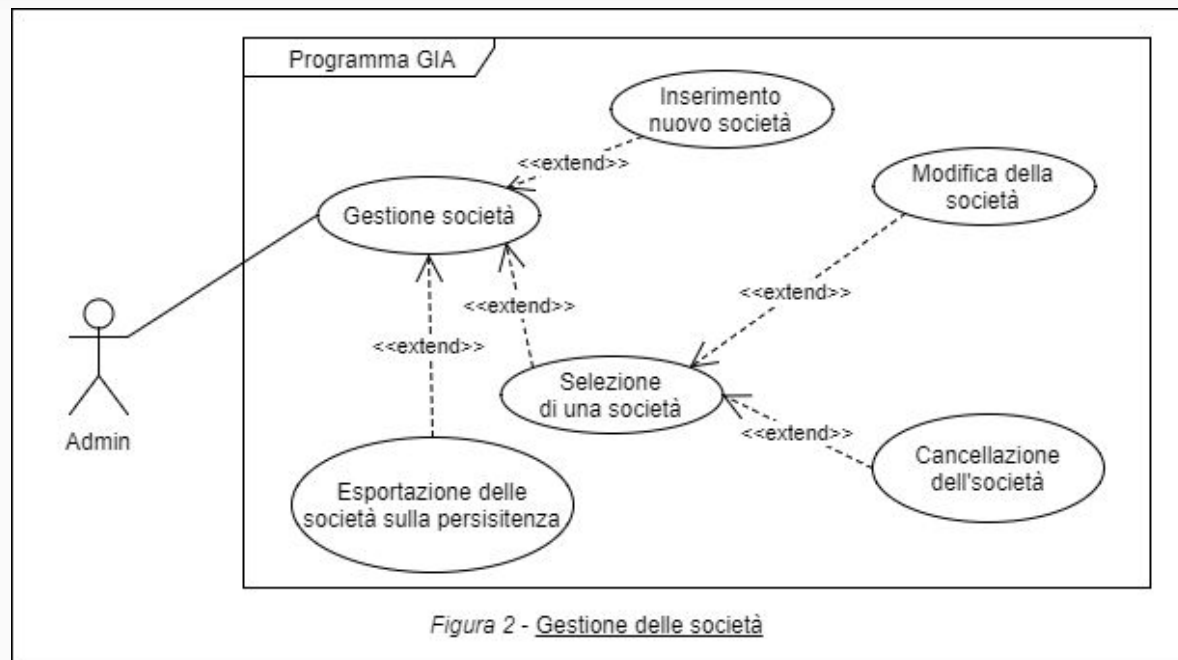 Programma GIA
Inserimento
nuovo società
<<extend>>
Modifica della
società
Gestione società
<<extend>>
<<extend>>
<<extend>>
Selezione
di una società
<<extend>>
Admin
Cancellazione
dell'società
Esportazione delle
società sulla persisitenza
Figura 2 - Gestione delle società